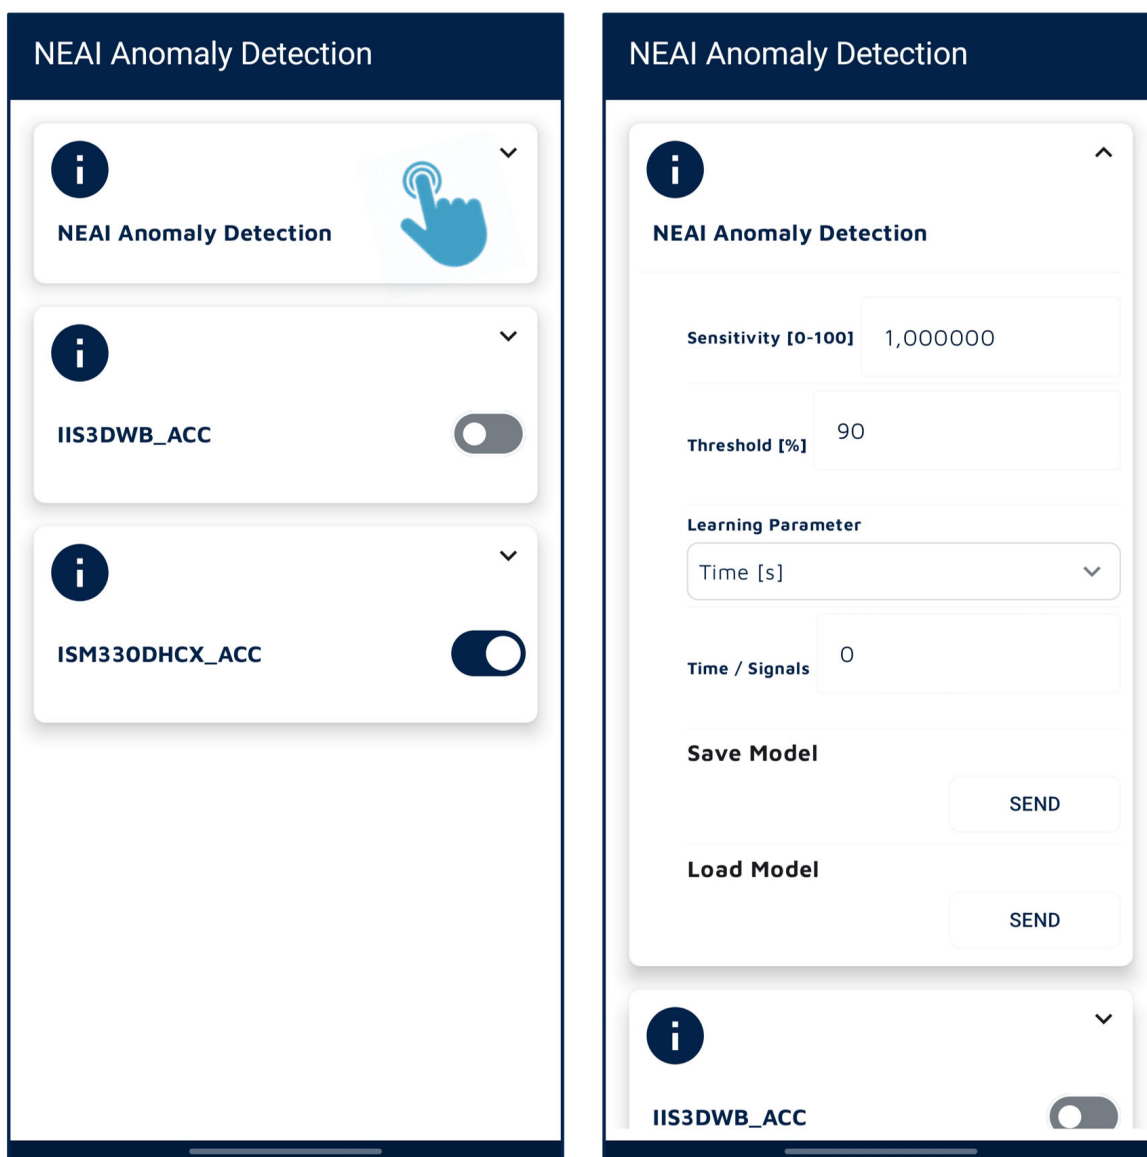 NEAI Anomaly Detection
i
NEAI Anomaly Detection
i
IIS3DWB_ACC
i
ISM330DHCX_ACC
NEAI Anomaly Detection
i
NEAI Anomaly Detection
Sensitivity [0-100] 1,000000
Threshold [%] 90
Learning Parameter
Time [s]
Time / Signals 0
Save Model
SEND
Load Model
SEND
i
IIS3DWB_ACC